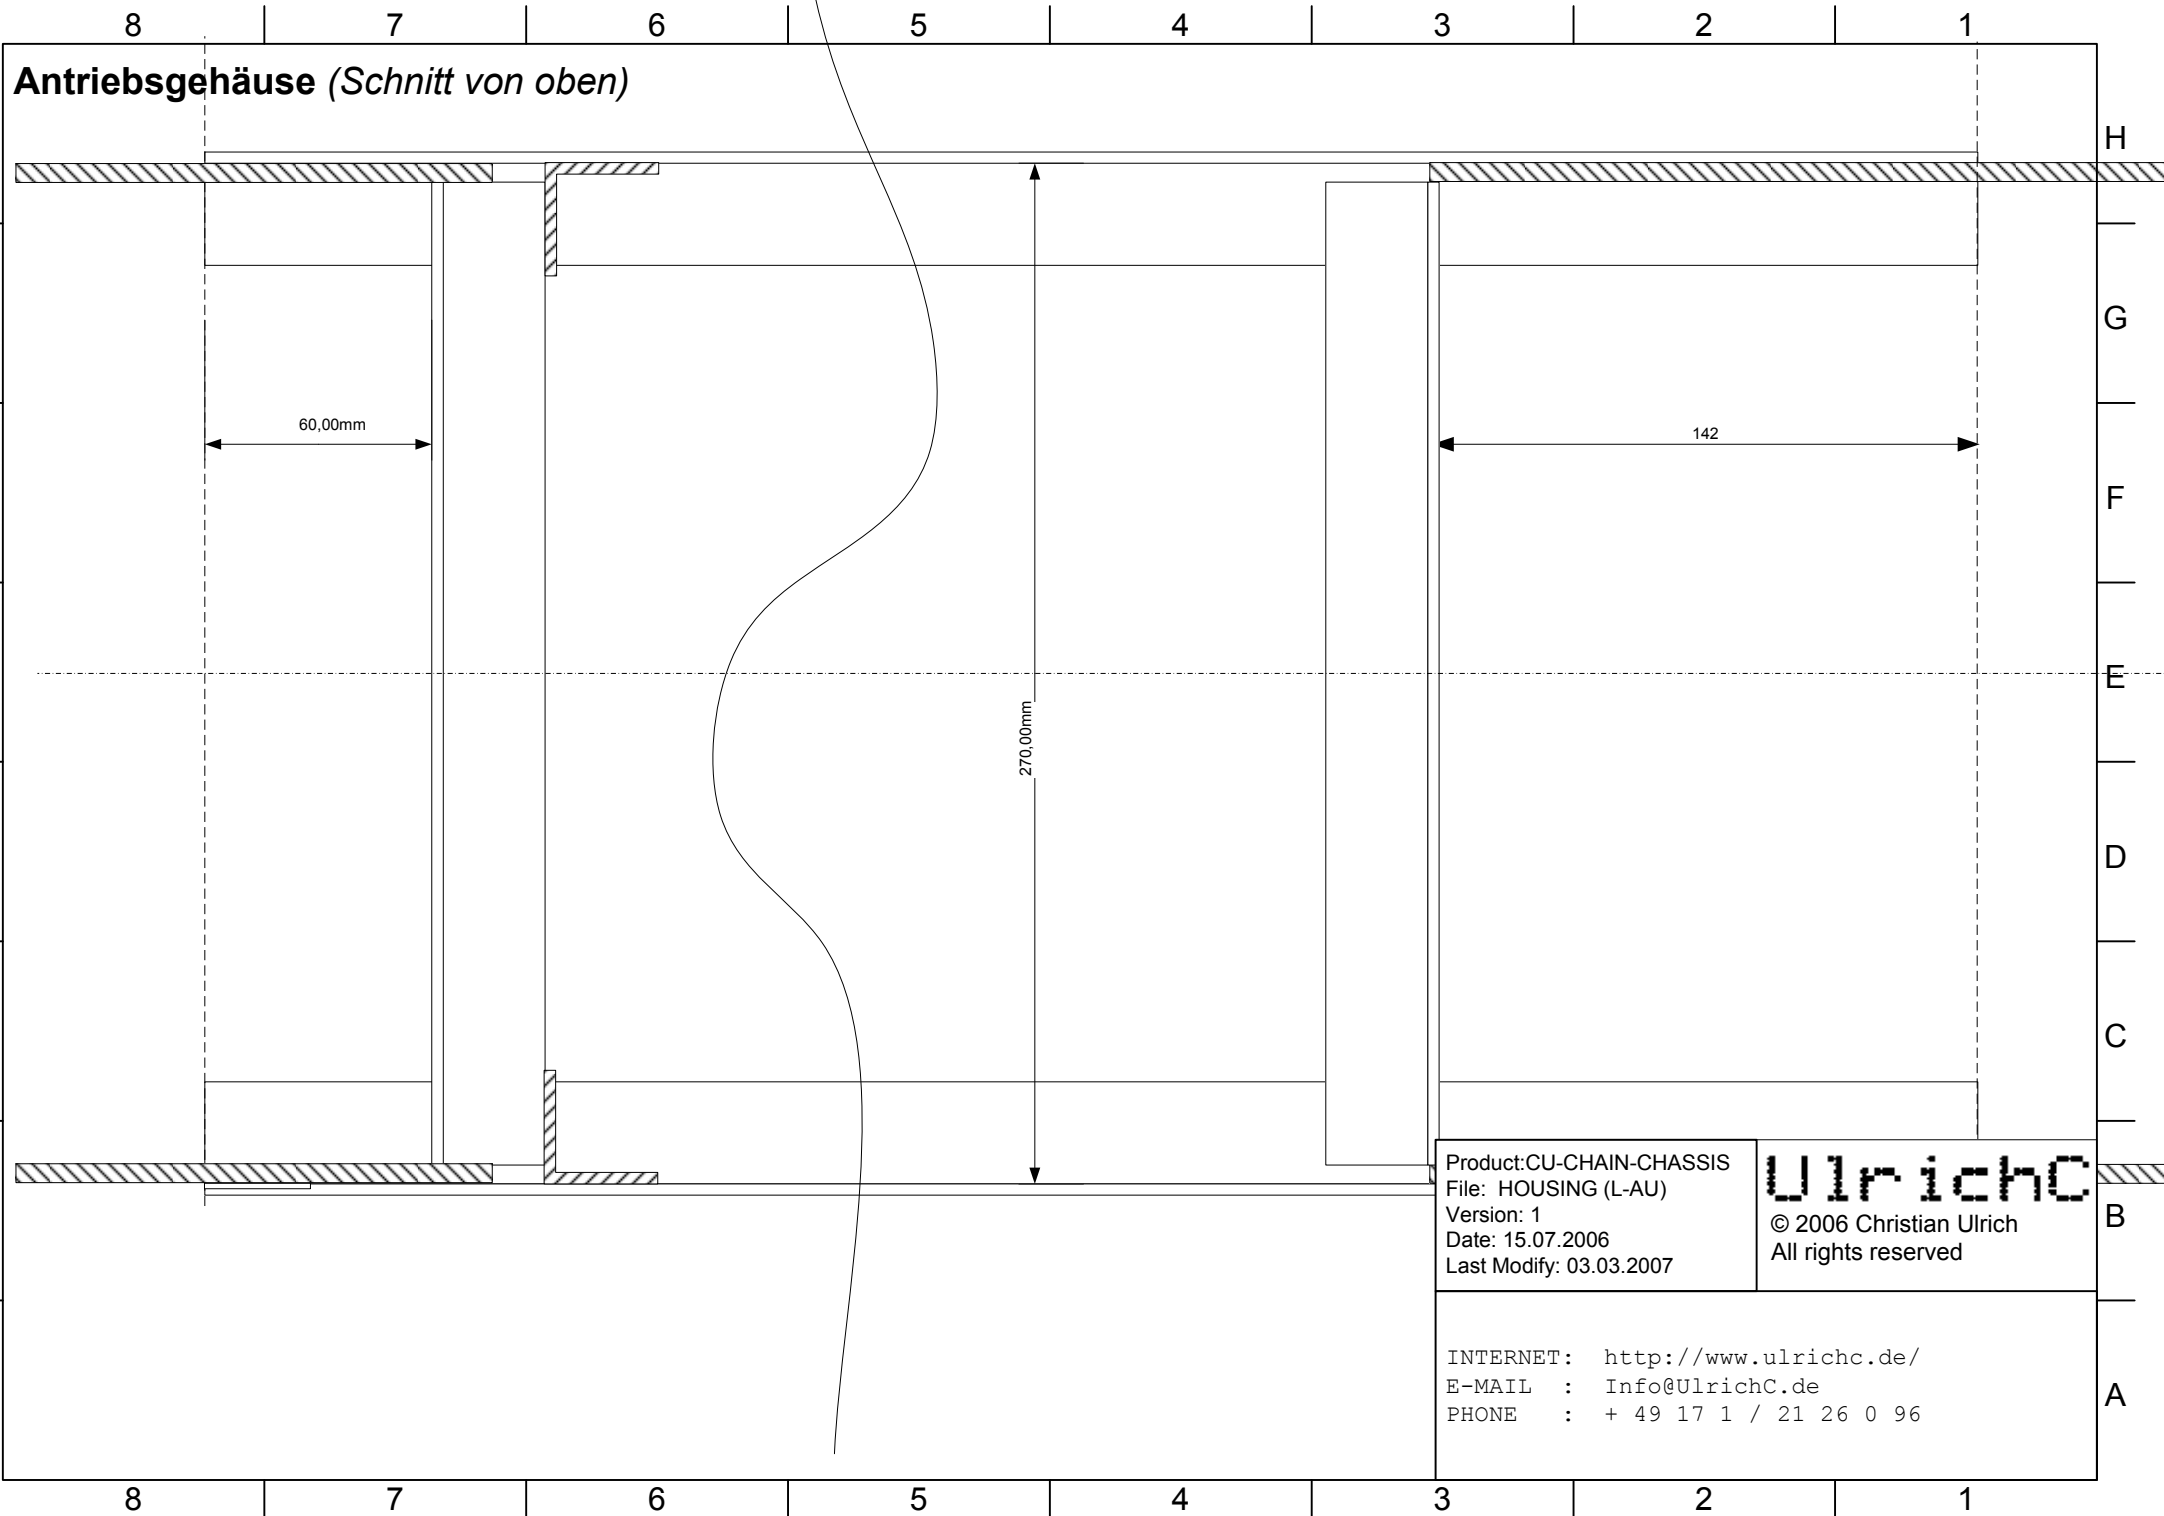 8 7 6 5 4 3 2 1
Antriebsgehäuse (Schnitt von oben)
H
G
60,00mm
142
F
E
270,00mm
D
C
Product:CU-CHAIN-CHASSIS
File: HOUSING (L-AU)
Version: 1
Date: 15.07.2006
Last Modify: 03.03.2007
UlrichC
© 2006 Christian Ulrich
All rights reserved
B
INTERNET: http://www.ulrichc.de/
E-MAIL : Info@UlrichC.de
PHONE : + 49 17 1 / 21 26 0 96
A
8 7 6 5 4 3 2 1